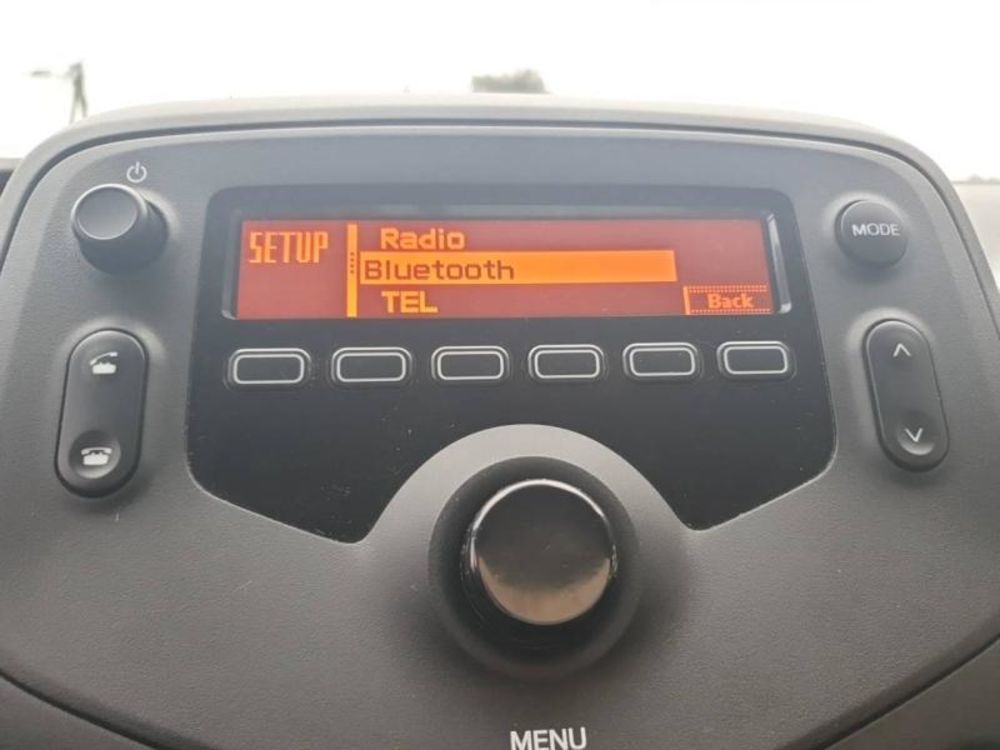 SETUP
Radio
Bluetooth
TEL
Back
MODE
MENU